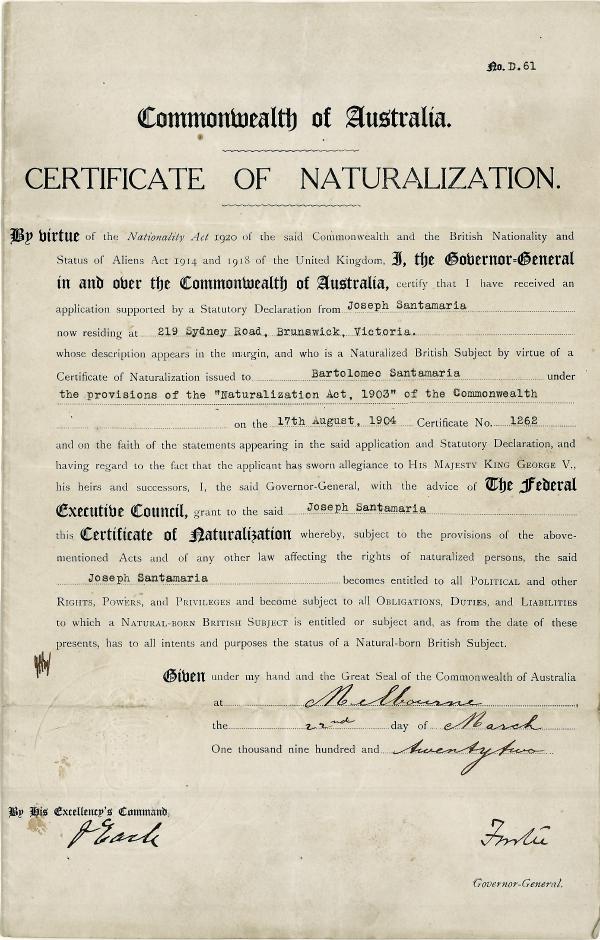 No. D.61
Commonwealth of Australia.
CERTIFICATE OF NATURALIZATION.
By virtue of the Nationality Act 1920 of the said Commonwealth and the British Nationality and
Status of Aliens Act 1914 and 1918 of the United Kingdom, I, the Governor-General
in and over the Commonwealth of Australia, certify that I have received an
application supported by a Statutory Declaration from Joseph Santamaria
now residing at 219 Sydney Road, Brunswick, Victoria.
whose description appears in the margin, and who is a Naturalized British Subject by virtue of a
Certificate of Naturalization issued to Bartolomeo Santamaria under
the provisions of the "Naturalization Act, 1903" of the Commonwealth
on the 17th August, 1904 Certificate No. 1262
and on the faith of the statements appearing in the said application and Statutory Declaration, and
having regard to the fact that the applicant has sworn allegiance to His Majesty King George V.,
his heirs and successors, I, the said Governor-General, with the advice of The Federal
Executive Council, grant to the said Joseph Santamaria
this Certificate of Naturalization whereby, subject to the provisions of the above-
mentioned Acts and of any other law affecting the rights of naturalized persons, the said
Joseph Santamaria becomes entitled to all Political and other
Rights, Powers, and Privileges and become subject to all Obligations, Duties, and Liabilities
to which a Natural-born British Subject is entitled or subject and, as from the date of these
presents, has to all intents and purposes the status of a Natural-born British Subject.
Given under my hand and the Great Seal of the Commonwealth of Australia
at Melbourne
the 22nd day of March
One thousand nine hundred and twentytwo
By His Excellency's Command,
J Earle
Forster
Governor-General.